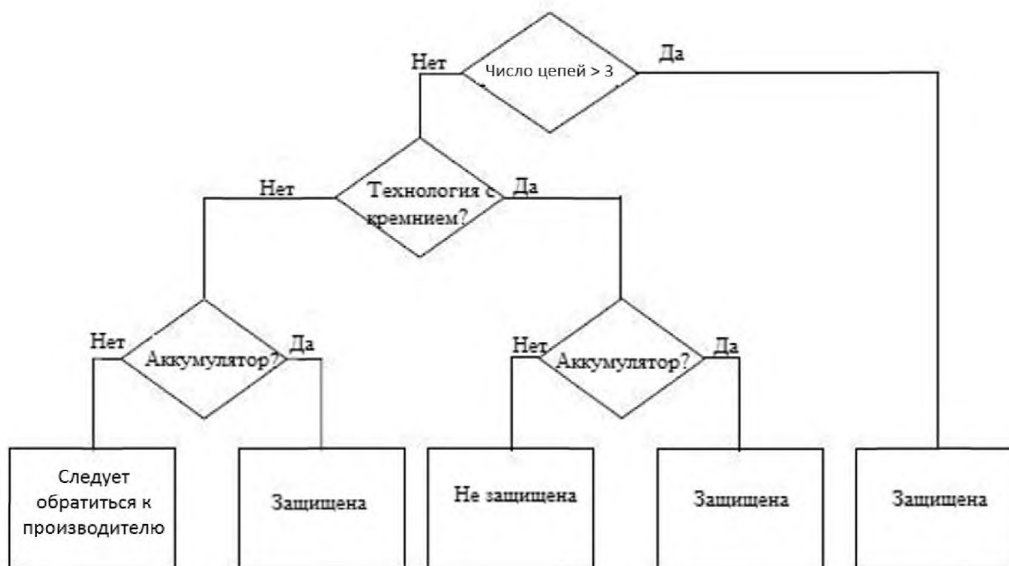 Нет
Да
Число цепей > 3
Нет
Технология с
кремнием?
Да
Нет
Аккумулятор?
Да
Нет
Аккумулятор?
Да
Следует
обратиться к
производителю
Защищена
Не защищена
Защищена
Защищена